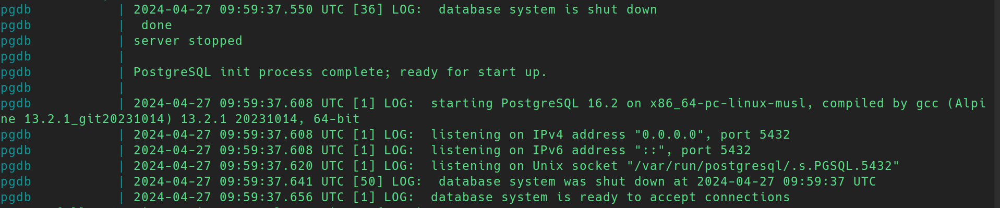 pgdb | 2024-04-27 09:59:37.550 UTC [36] LOG:  database system is shut down
pgdb |  done
pgdb | server stopped
pgdb |
pgdb | PostgreSQL init process complete; ready for start up.
pgdb |
pgdb | 2024-04-27 09:59:37.608 UTC [1] LOG:  starting PostgreSQL 16.2 on x86_64-pc-linux-musl, compiled by gcc (Alpi
ne 13.2.1_git20231014) 13.2.1 20231014, 64-bit
pgdb | 2024-04-27 09:59:37.608 UTC [1] LOG:  listening on IPv4 address "0.0.0.0", port 5432
pgdb | 2024-04-27 09:59:37.608 UTC [1] LOG:  listening on IPv6 address "::", port 5432
pgdb | 2024-04-27 09:59:37.620 UTC [1] LOG:  listening on Unix socket "/var/run/postgresql/.s.PGSQL.5432"
pgdb | 2024-04-27 09:59:37.641 UTC [50] LOG:  database system was shut down at 2024-04-27 09:59:37 UTC
pgdb | 2024-04-27 09:59:37.656 UTC [1] LOG:  database system is ready to accept connections